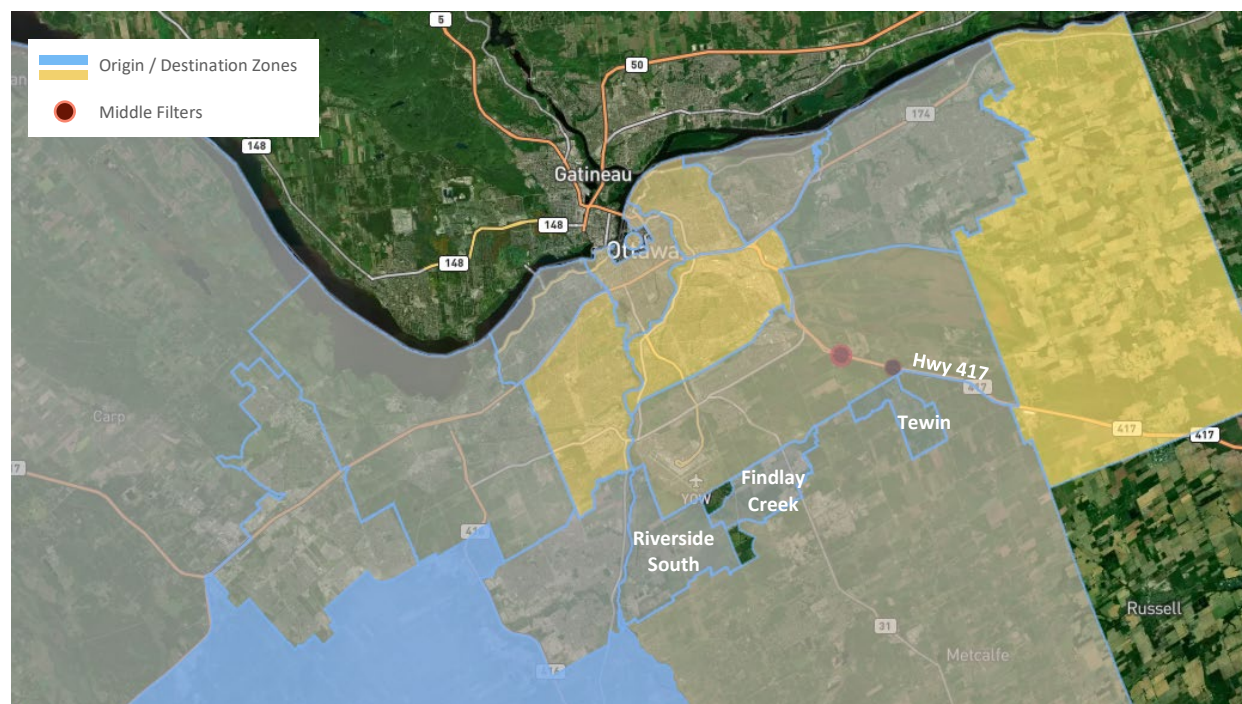 5
Origin / Destination Zones
50
Middle Filters
174
148
Gatineau
148
Ottawa
148
Hwy 417
417
Carp
Tewin
417
417
Findlay
Creek
YOW
Riverside
South
Russell
31
Metcalfe